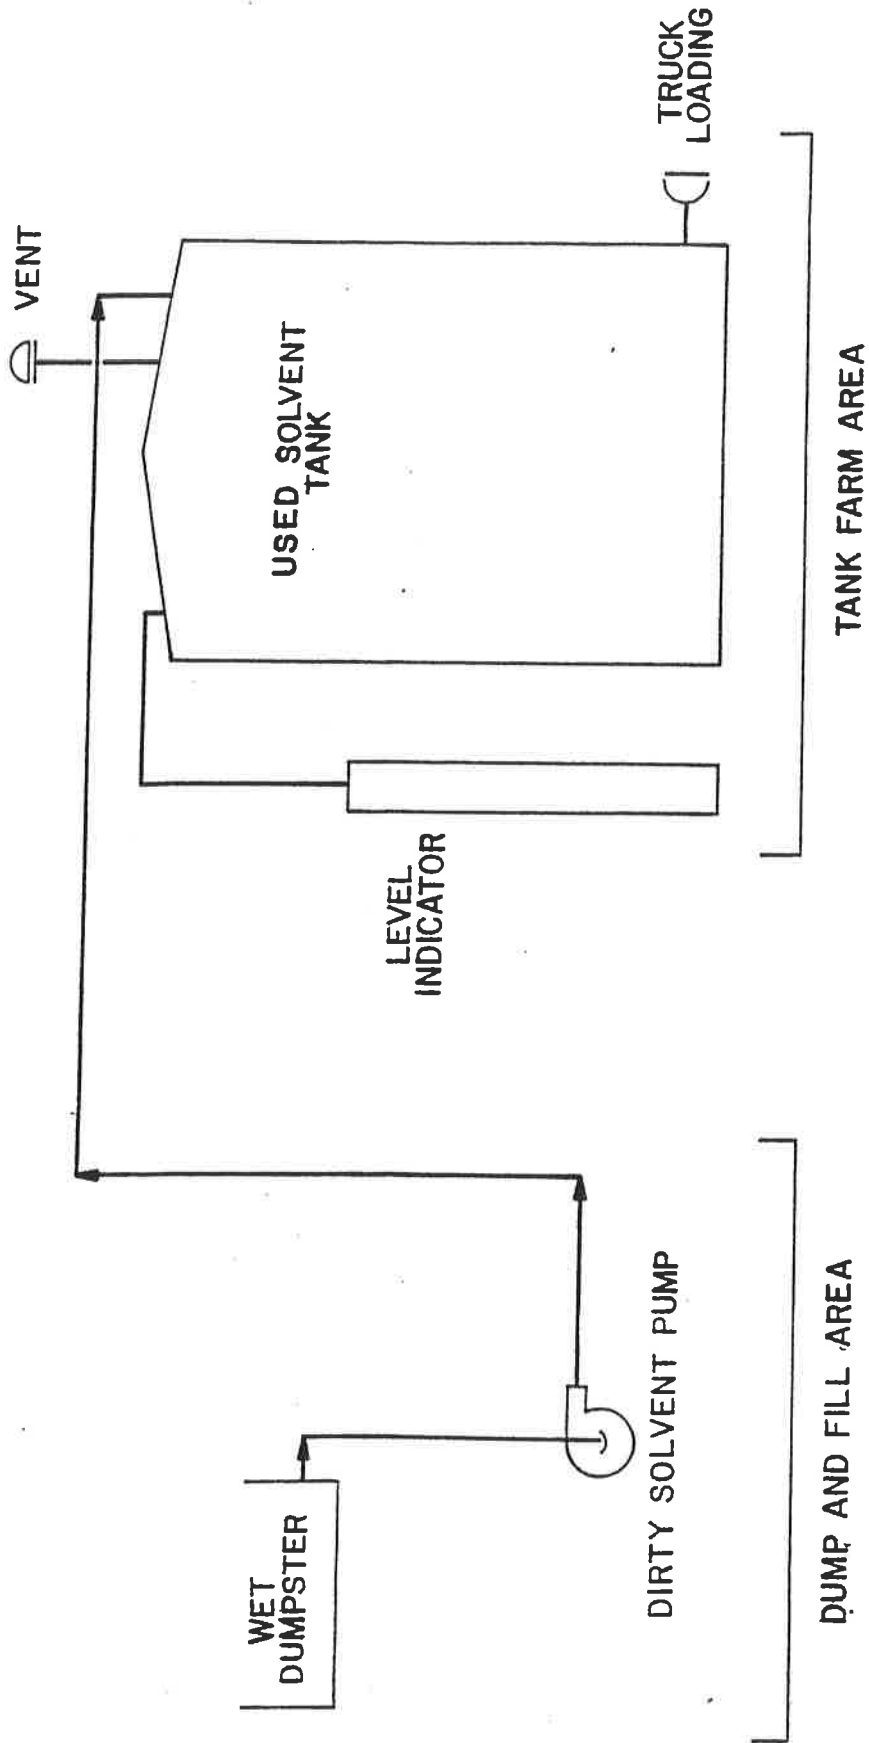 WET
DUMPSTER
DIRTY SOLVENT PUMP
DUMP AND FILL AREA
LEVEL
INDICATOR
USED SOLVENT
TANK
VENT
TRUCK
LOADING
TANK FARM AREA